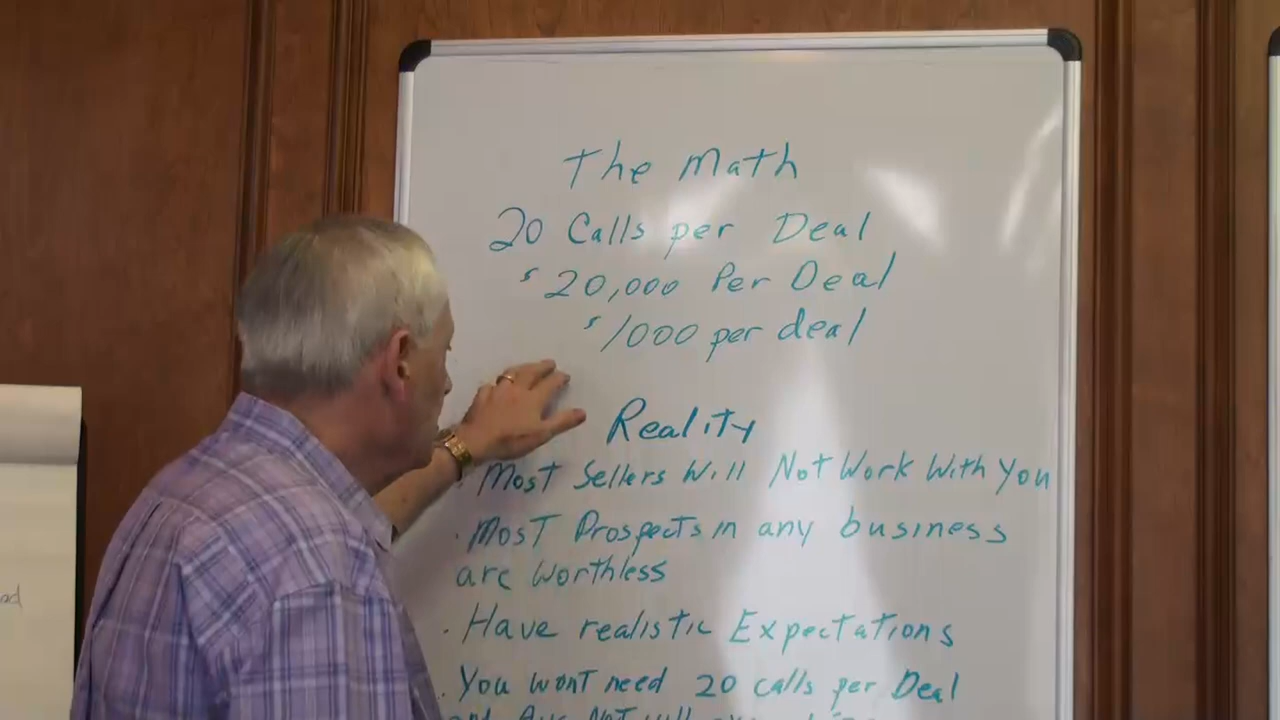 The Math
20 Calls per Deal
$20,000 Per Deal
$1000 per deal
Reality
. Most Sellers Will Not Work With You
. Most Prospects in any business
are worthless
. Have realistic Expectations
. You wont need 20 calls per Deal
and
ad